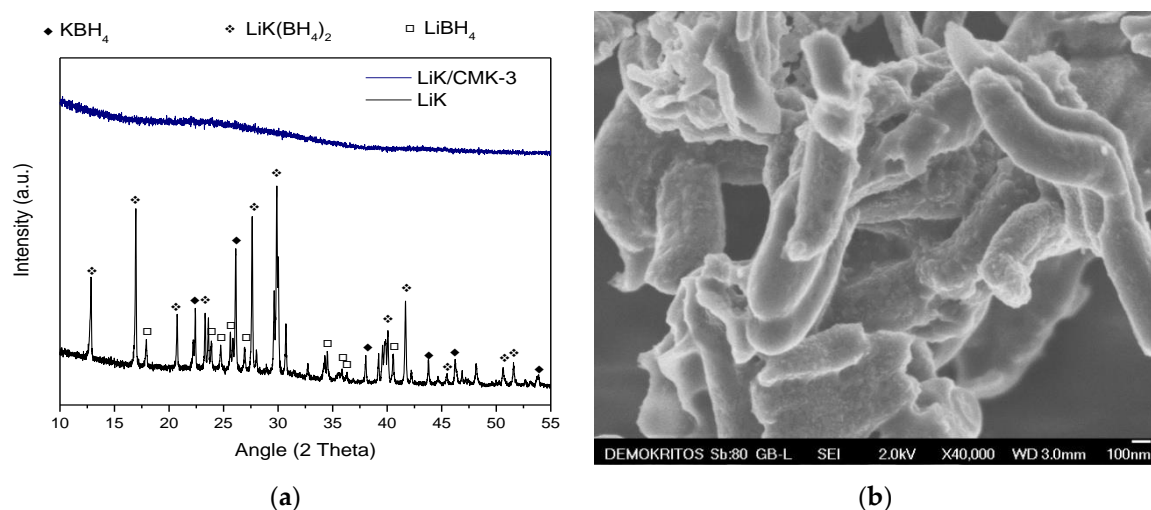 ◆ KBH₄ ❖ LiK(BH₄)₂ □ LiBH₄
LiK/CMK-3
LiK
Intensity (a.u.)
10 15 20 25 30 35 40 45 50 55
Angle (2 Theta)
DEMOKRITOS Sb:80 GB-L SEI 2.0kV X40,000 WD 3.0mm 100nm
(a) (b)